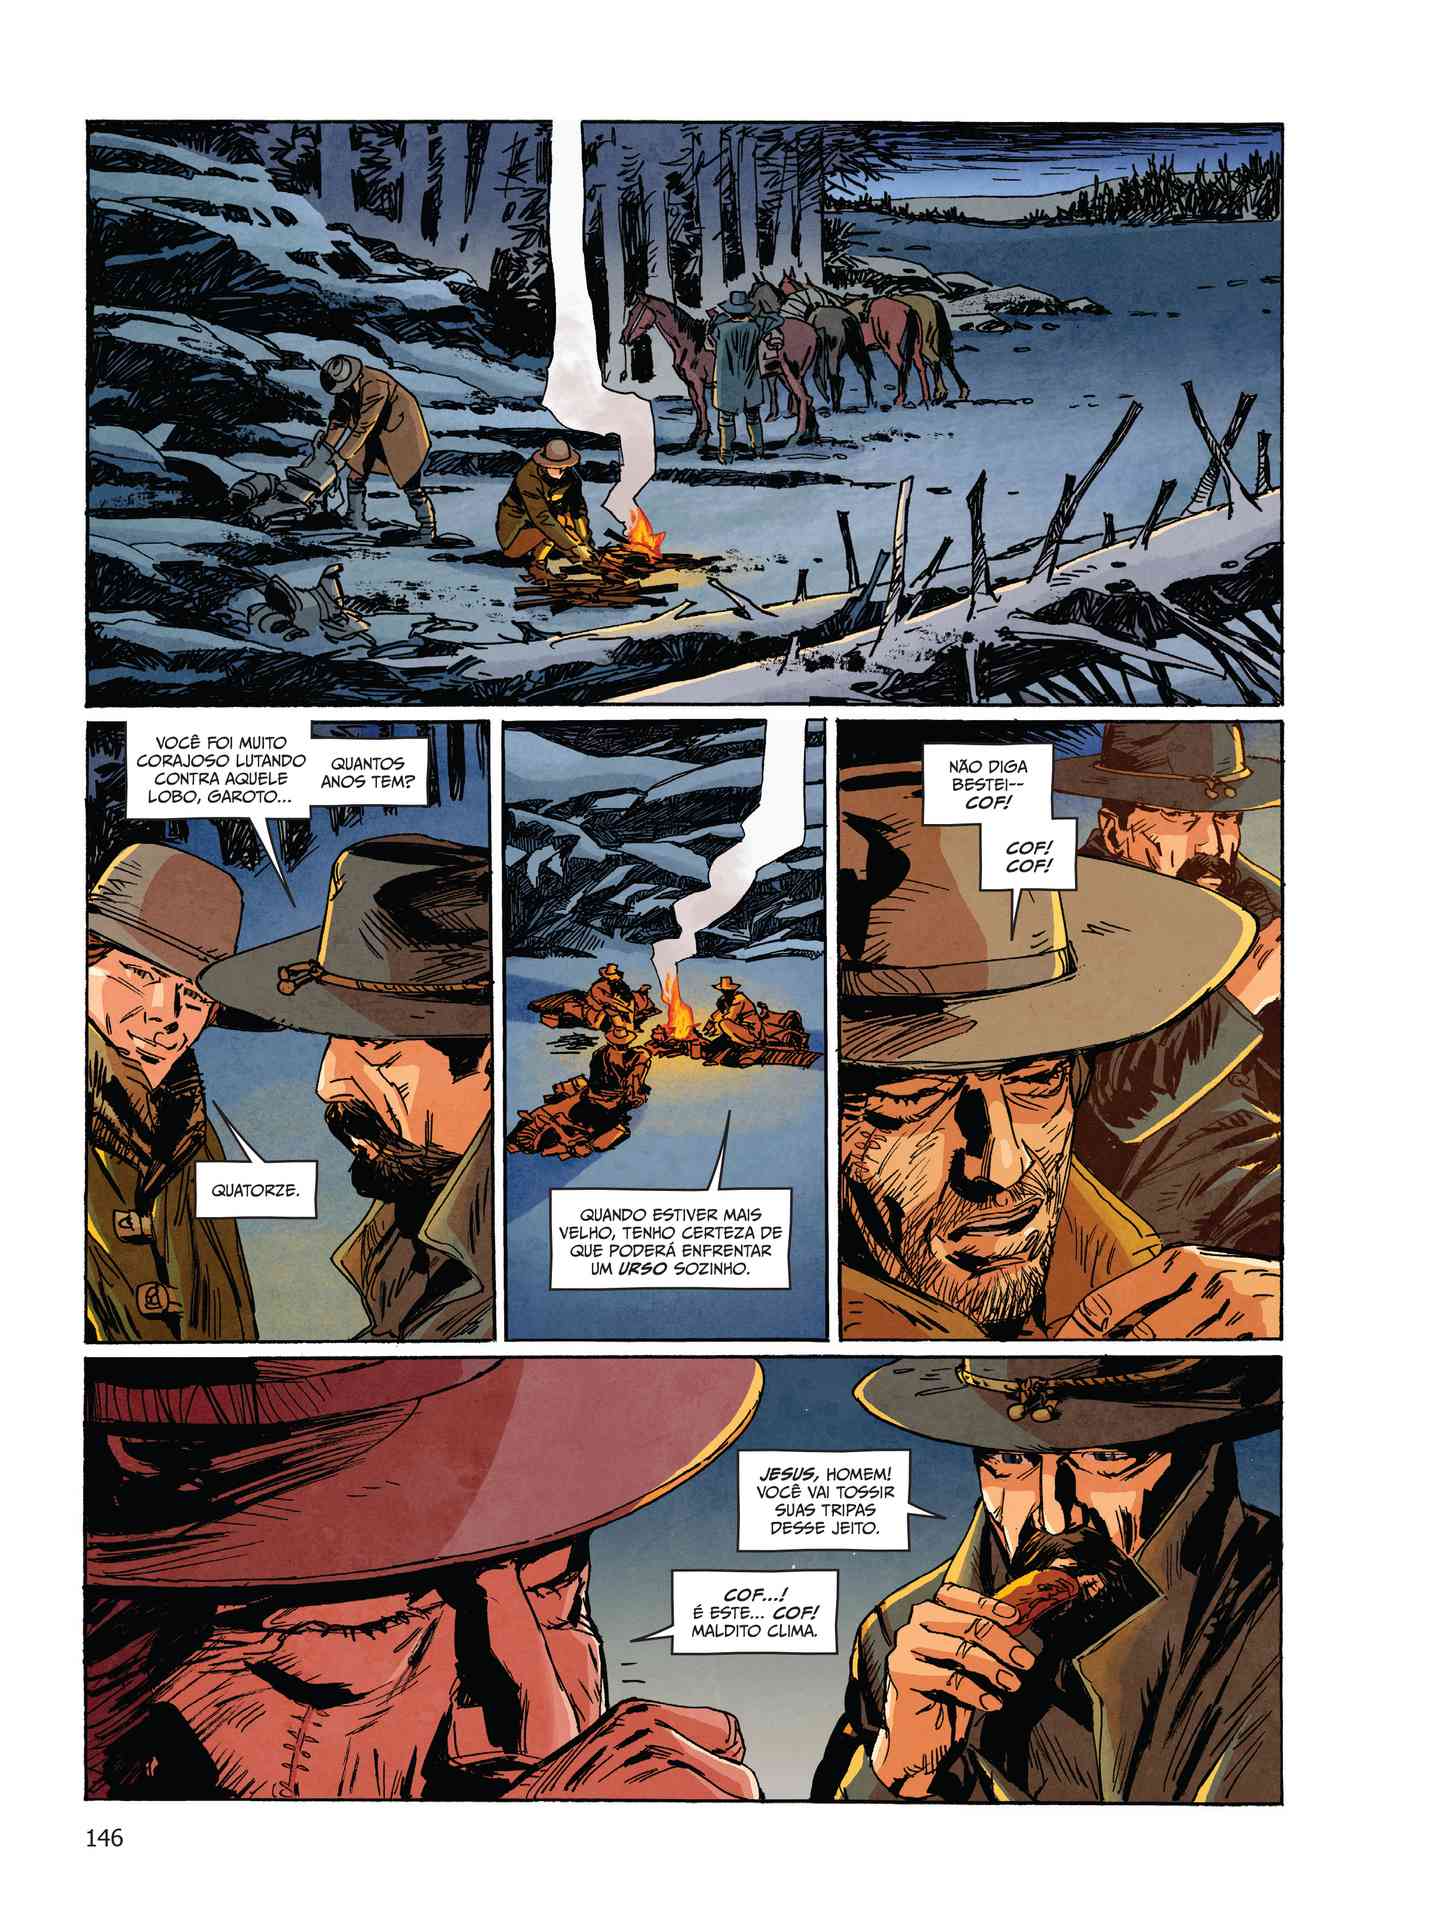 VOCÊ FOI MUITO
CORAJOSO LUTANDO
CONTRA AQUELE
LOBO, GAROTO...
QUANTOS
ANOS TEM?
QUATORZE.
QUANDO ESTIVER MAIS
VELHO, TENHO CERTEZA DE
QUE PODERÁ ENFRENTAR
UM URSO SOZINHO.
NÃO DIGA
BESTEI--
COF!
COF!
COF!
JESUS, HOMEM!
VOCÊ VAI TOSSIR
SUAS TRIPAS
DESSE JEITO.
COF...!
É ESTE... COF!
MALDITO CLIMA.
146